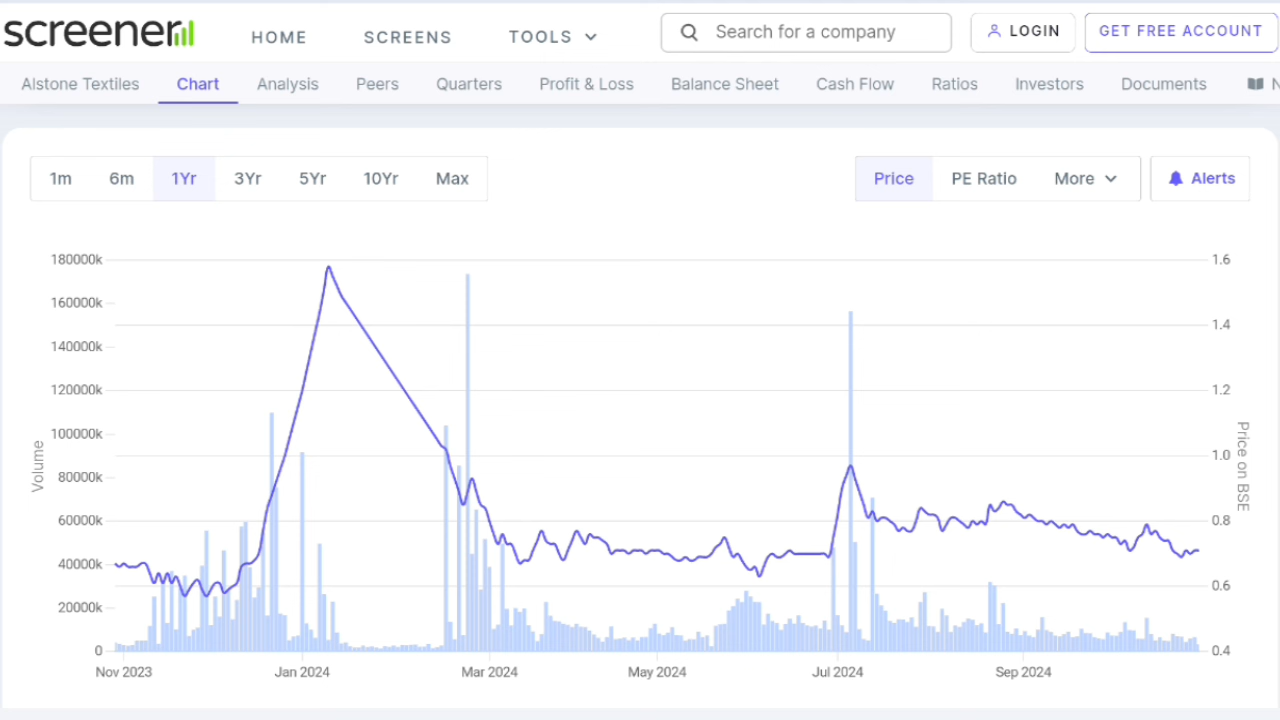 screener HOME SCREENS TOOLS Search for a company LOGIN GET FREE ACCOUNT
Alstone Textiles Chart Analysis Peers Quarters Profit & Loss Balance Sheet Cash Flow Ratios Investors Documents N
1m 6m 1Yr 3Yr 5Yr 10Yr Max Price PE Ratio More Alerts
180000k 1.6
160000k
1.4
140000k
120000k 1.2
100000k
1.0
80000k
60000k 0.8
40000k
0.6
20000k
0 0.4
Volume
Price on BSE
Nov 2023 Jan 2024 Mar 2024 May 2024 Jul 2024 Sep 2024